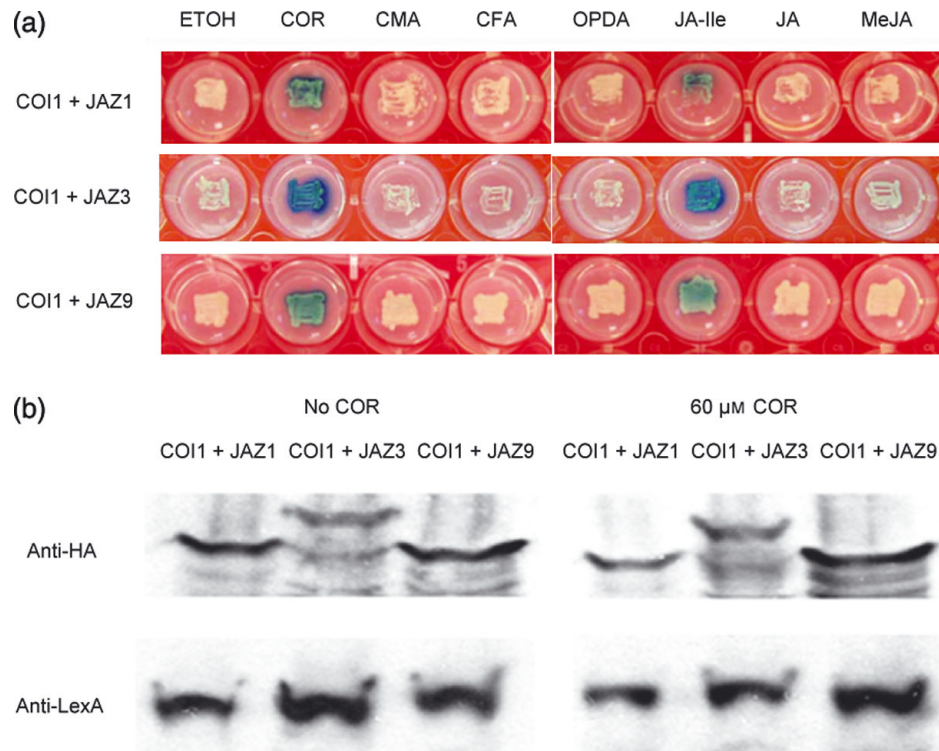 (a) ETOH COR CMA CFA OPDA JA-Ile JA MeJA
COI1 + JAZ1
COI1 + JAZ3
COI1 + JAZ9
(b) No COR 60 µM COR
COI1 + JAZ1 COI1 + JAZ3 COI1 + JAZ9 COI1 + JAZ1 COI1 + JAZ3 COI1 + JAZ9
Anti-HA
Anti-LexA